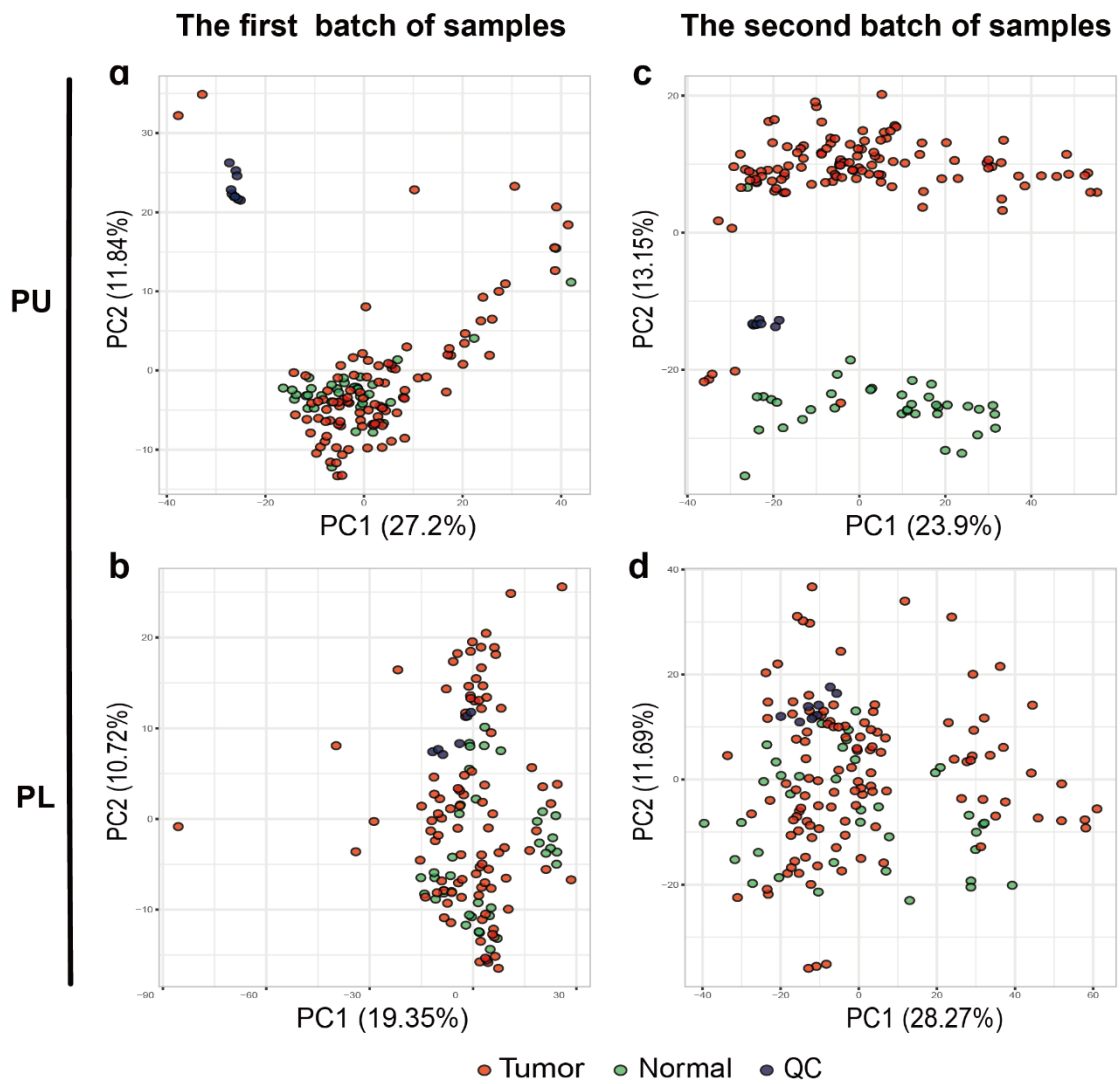 The first batch of samples
The second batch of samples
PU
PL
a
PC2 (11.84%)
30
20
10
0
−10
−40
−20
0
20
40
PC1 (27.2%)
c
PC2 (13.15%)
20
0
−20
−40
−20
0
20
40
PC1 (23.9%)
b
PC2 (10.72%)
20
10
0
−10
−90
−60
−30
0
30
PC1 (19.35%)
d
PC2 (11.69%)
40
20
0
−20
−40
−20
0
20
40
60
PC1 (28.27%)
Tumor Normal QC